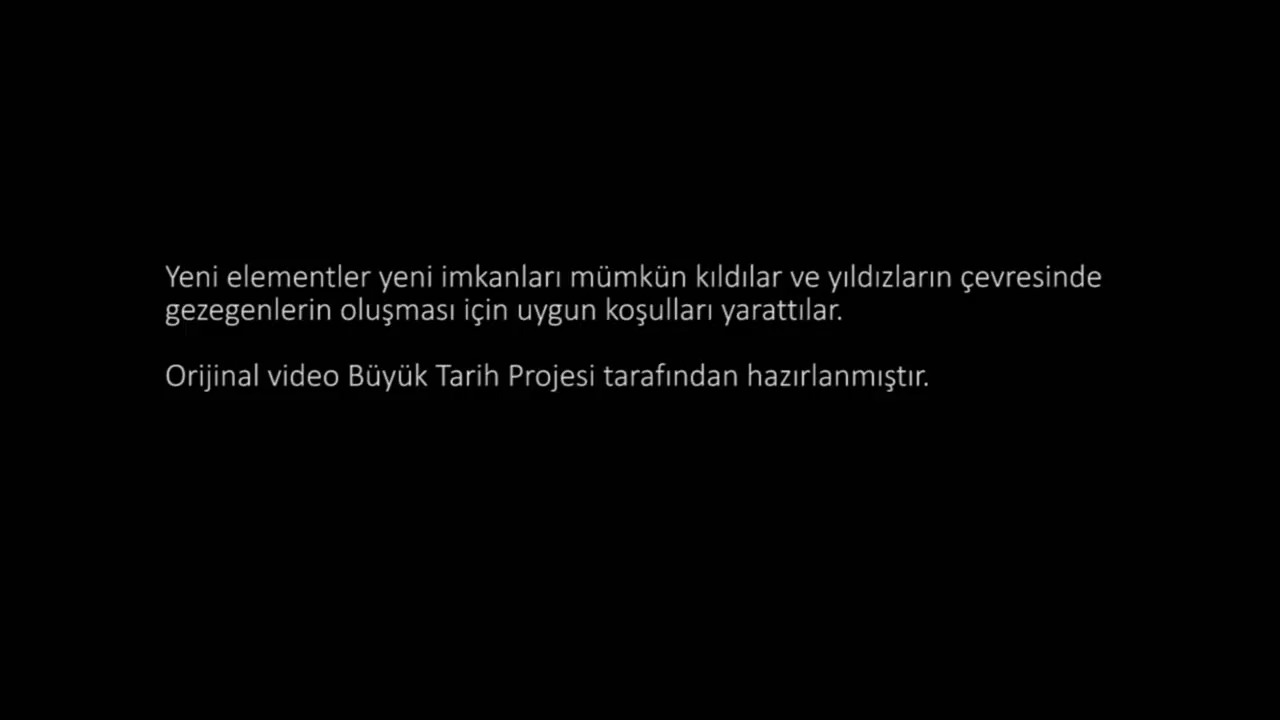 Yeni elementler yeni imkanları mümkün kıldılar ve yıldızların çevresinde
gezegenlerin oluşması için uygun koşulları yarattılar.
Orijinal video Büyük Tarih Projesi tarafından hazırlanmıştır.